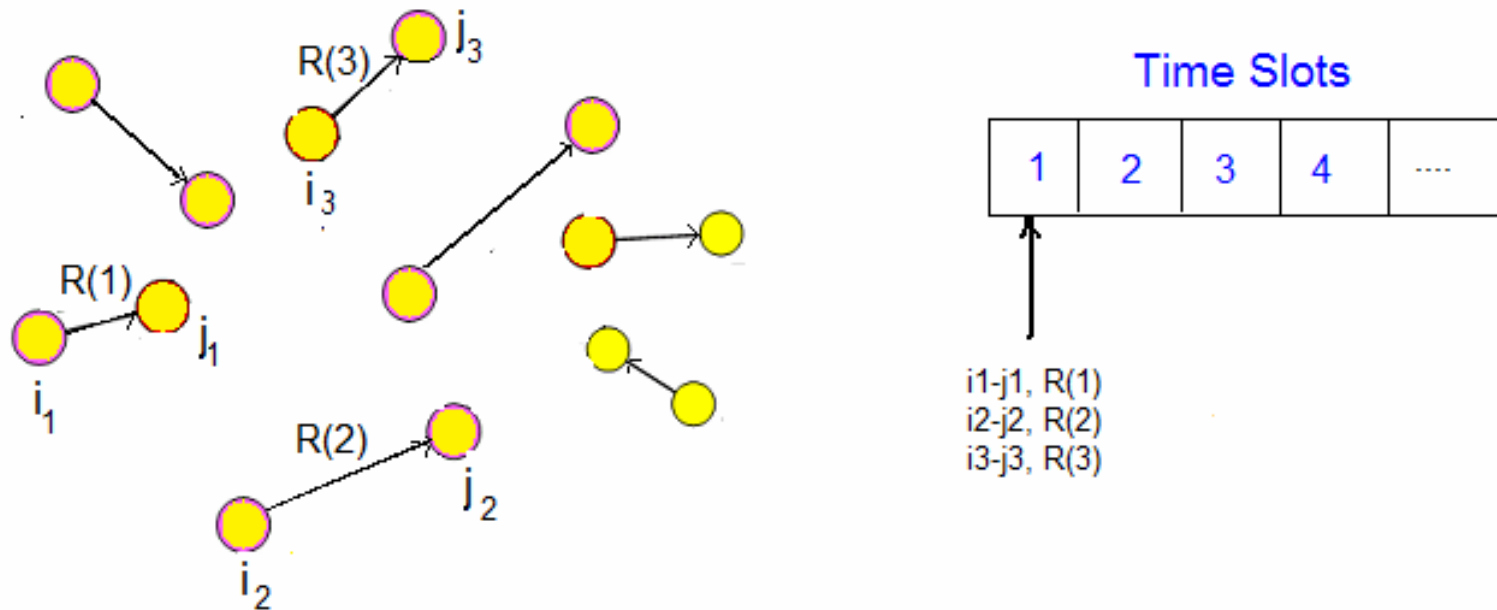 R(3)
j3
i3
R(1)
j1
i1
R(2)
j2
i2
Time Slots
1 2 3 4 ----
i1-j1, R(1)
i2-j2, R(2)
i3-j3, R(3)